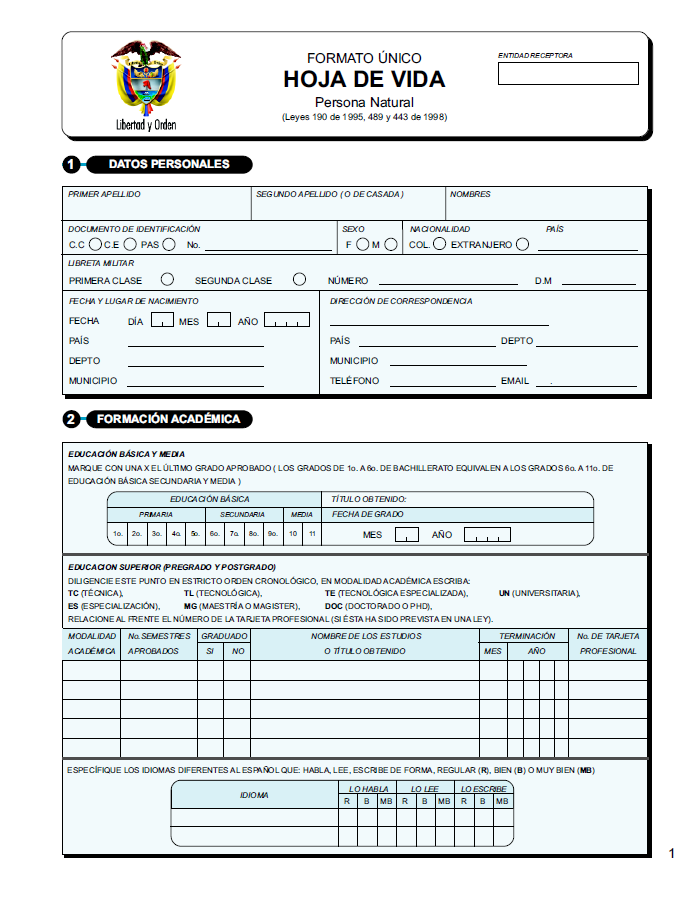 FORMATO ÚNICO
HOJA DE VIDA
Persona Natural
(Leyes 190 de 1995, 489 y 443 de 1998)
ENTIDAD RECEPTORA
Libertad y Orden
1 DATOS PERSONALES
PRIMER APELLIDO SEGUNDO APELLIDO ( O DE CASADA ) NOMBRES
DOCUMENTO DE IDENTIFICACIÓN SEXO NACIONALIDAD PAÍS
C.C C.E PAS No. F M COL. EXTRANJERO
LIBRETA MILITAR
PRIMERA CLASE SEGUNDA CLASE NÚMERO D.M
FECHA Y LUGAR DE NACIMIENTO DIRECCIÓN DE CORRESPONDENCIA
FECHA DÍA MES AÑO
PAÍS PAÍS DEPTO
DEPTO MUNICIPIO
MUNICIPIO TELÉFONO EMAIL
2 FORMACIÓN ACADÉMICA
EDUCACIÓN BÁSICA Y MEDIA
MARQUE CON UNA X EL ÚLTIMO GRADO APROBADO ( LOS GRADOS DE 1o. A 6o. DE BACHILLERATO EQUIVALEN A LOS GRADOS 6o. A 11o. DE
EDUCACIÓN BÁSICA SECUNDARIA Y MEDIA )
EDUCACIÓN BÁSICA TÍTULO OBTENIDO:
PRIMARIA SECUNDARIA MEDIA FECHA DE GRADO
1o. 2o. 3o. 4o. 5o. 6o. 7o. 8o. 9o. 10 11 MES AÑO
EDUCACION SUPERIOR (PREGRADO Y POSTGRADO)
DILIGENCIE ESTE PUNTO EN ESTRICTO ORDEN CRONOLÓGICO, EN MODALIDAD ACADÉMICA ESCRIBA:
TC (TÉCNICA), TL (TECNOLÓGICA), TE (TECNOLÓGICA ESPECIALIZADA), UN (UNIVERSITARIA),
ES (ESPECIALIZACIÓN), MG (MAESTRÍA O MAGISTER), DOC (DOCTORADO O PHD),
RELACIONE AL FRENTE EL NÚMERO DE LA TARJETA PROFESIONAL (SI ÉSTA HA SIDO PREVISTA EN UNA LEY).
MODALIDAD No. SEMESTRES GRADUADO NOMBRE DE LOS ESTUDIOS TERMINACIÓN No. DE TARJETA
ACADÉMICA APROBADOS SI NO O TÍTULO OBTENIDO MES AÑO PROFESIONAL
ESPECÍFIQUE LOS IDIOMAS DIFERENTES AL ESPAÑOL QUE: HABLA, LEE, ESCRIBE DE FORMA, REGULAR (R), BIEN (B) O MUY BIEN (MB)
IDIOMA LO HABLA LO LEE LO ESCRIBE
R B MB R B MB R B MB
1